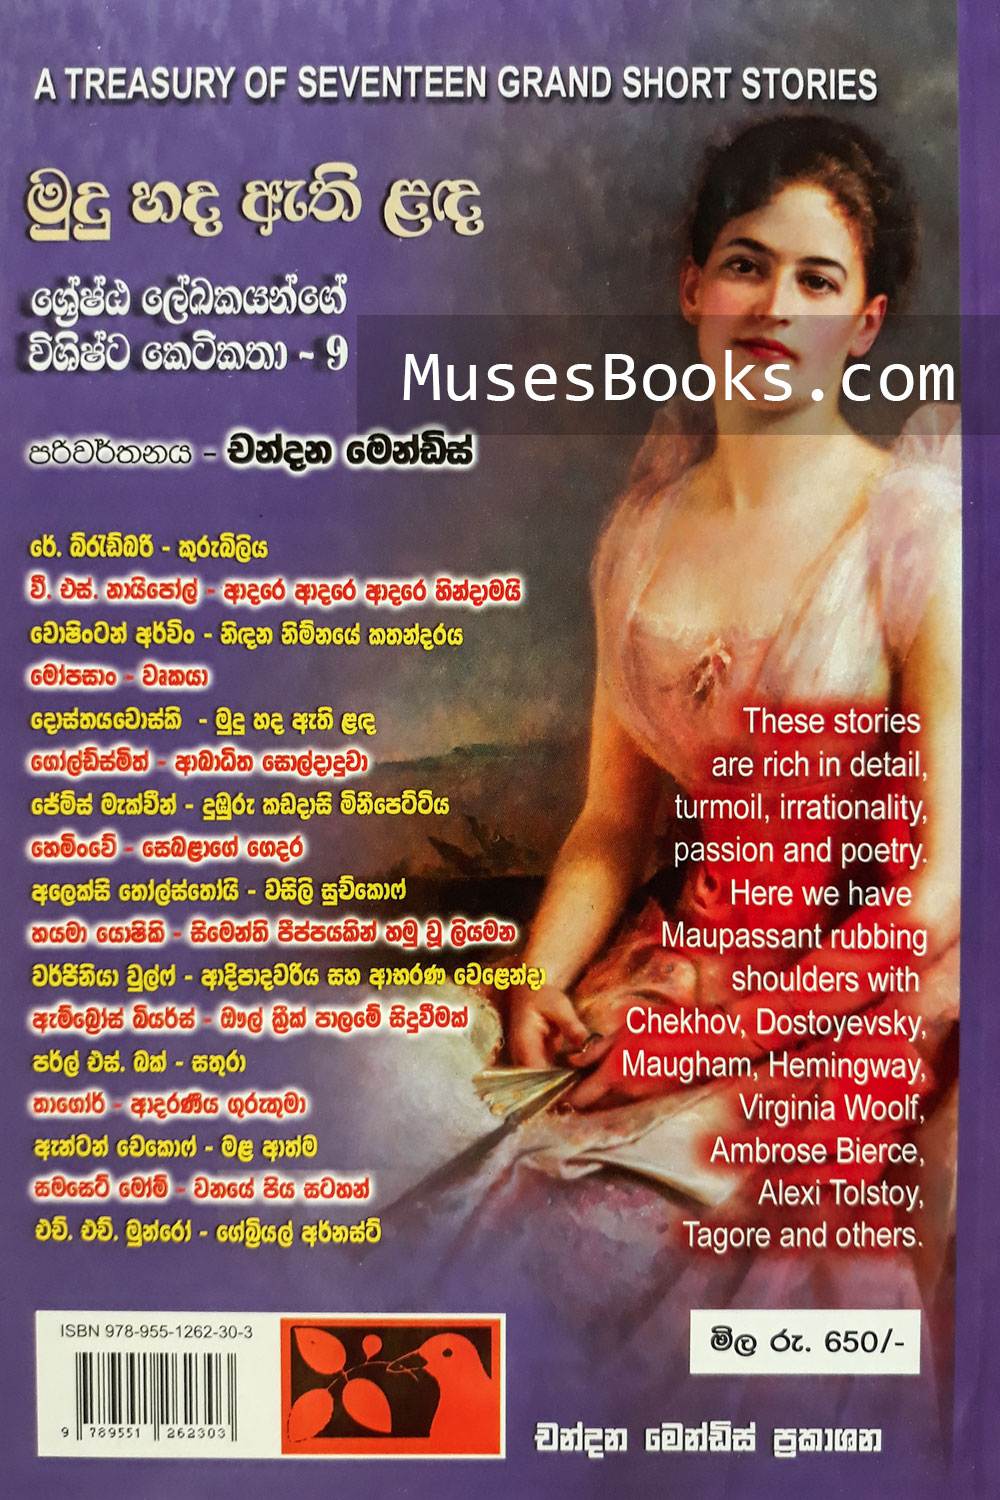 A TREASURY OF SEVENTEEN GRAND SHORT STORIES
මුදු හද ඇති ළඳ
ශ්‍රේෂ්ඨ ලේඛකයන්ගේ
විශිෂ්ට කෙටිකතා - 9
MusesBooks.com
පරිවර්තනය - චන්දන මෙන්ඩිස්
රේ. බ්රැඩ්බරි - කුරුබිලිය
වී. එස්. නායිපෝල් - ආදරෙ ආදරෙ ආදරෙ හින්දාමයි
වොෂිංටන් අර්විං - නිඳන නිම්නයේ කතන්දරය
මෝපසාං - වෘකයා
දොස්තයවොස්කි - මුදු හද ඇති ළඳ
ගෝල්ඩ්ස්මිත් - ආබාධිත සොල්දාදුවා
ජේම්ස් මැක්වීන් - දුඹුරු කඩදාසි මිනීපෙට්ටිය
හෙමිංවේ - සෙබළාගේ ගෙදර
අලෙක්සි තෝල්ස්තෝයි - වසිලි සුච්කොෆ්
හයමා යොෂිකි - සිමෙන්ති පීප්පයකින් හමු වූ ලියමන
වර්ජිනියා වුල්ෆ් - ආදිපාදවරිය සහ ආභරණ වෙළෙන්දා
ඇම්බ්‍රෝස් බියර්ස් - ඖල් ක්‍රීක් පාලමේ සිදුවීමක්
පර්ල් එස්. බක් - සතුරා
තාගෝර් - ආදරණීය ගුරුතුමා
ඇන්ටන් චෙකොෆ් - මළ ආත්ම
සමසෙට් මෝම් - වනයේ පිය සටහන්
එච්. එච්. මුන්රෝ - ගේබ්‍රියල් අර්නස්ට්
These stories
are rich in detail,
turmoil, irrationality,
passion and poetry.
Here we have
Maupassant rubbing
shoulders with
Chekhov, Dostoyevsky,
Maugham, Hemingway,
Virginia Woolf,
Ambrose Bierce,
Alexi Tolstoy,
Tagore and others.
ISBN 978-955-1262-30-3
9 789551 262303
මිල රු. 650/-
චන්දන මෙන්ඩිස් ප්‍රකාශන